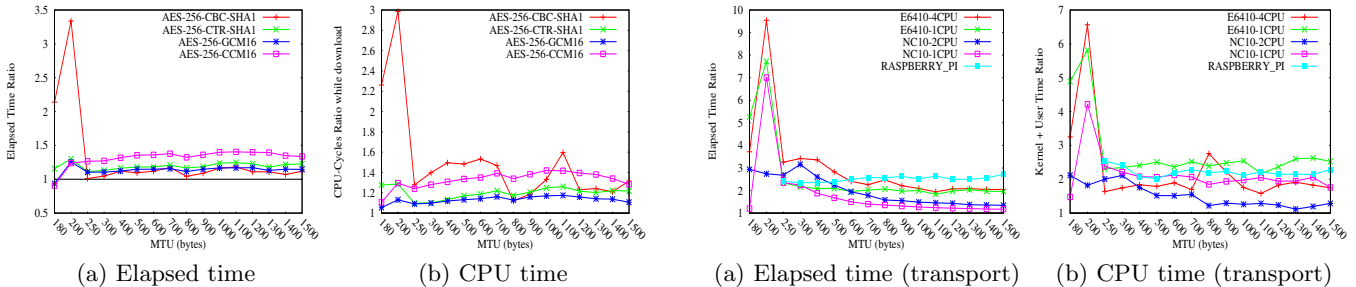 Elapsed Time Ratio
3.5
3
2.5
2
1.5
1
0.5
AES-256-CBC-SHA1
AES-256-CTR-SHA1
AES-256-GCM16
AES-256-CCM16
180 200 250 300 400 500 600 700 800 900 1000 1100 1200 1300 1400 1500
MTU (bytes)
(a) Elapsed time
CPU-Cycles Ratio while download
3
2.8
2.6
2.4
2.2
2
1.8
1.6
1.4
1.2
1
AES-256-CBC-SHA1
AES-256-CTR-SHA1
AES-256-GCM16
AES-256-CCM16
180 200 250 300 400 500 600 700 800 900 1000 1100 1200 1300 1400 1500
MTU (bytes)
(b) CPU time
Elapsed Time Ratio
10
9
8
7
6
5
4
3
2
1
E6410-4CPU
E6410-1CPU
NC10-2CPU
NC10-1CPU
RASPBERRY_PI
180 200 250 300 400 500 600 700 800 900 1000 1100 1200 1300 1400 1500
MTU (bytes)
(a) Elapsed time (transport)
Kernel + User Time Ratio
7
6
5
4
3
2
1
E6410-4CPU
E6410-1CPU
NC10-2CPU
NC10-1CPU
RASPBERRY_PI
180 200 250 300 400 500 600 700 800 900 1000 1100 1200 1300 1400 1500
MTU (bytes)
(b) CPU time (transport)